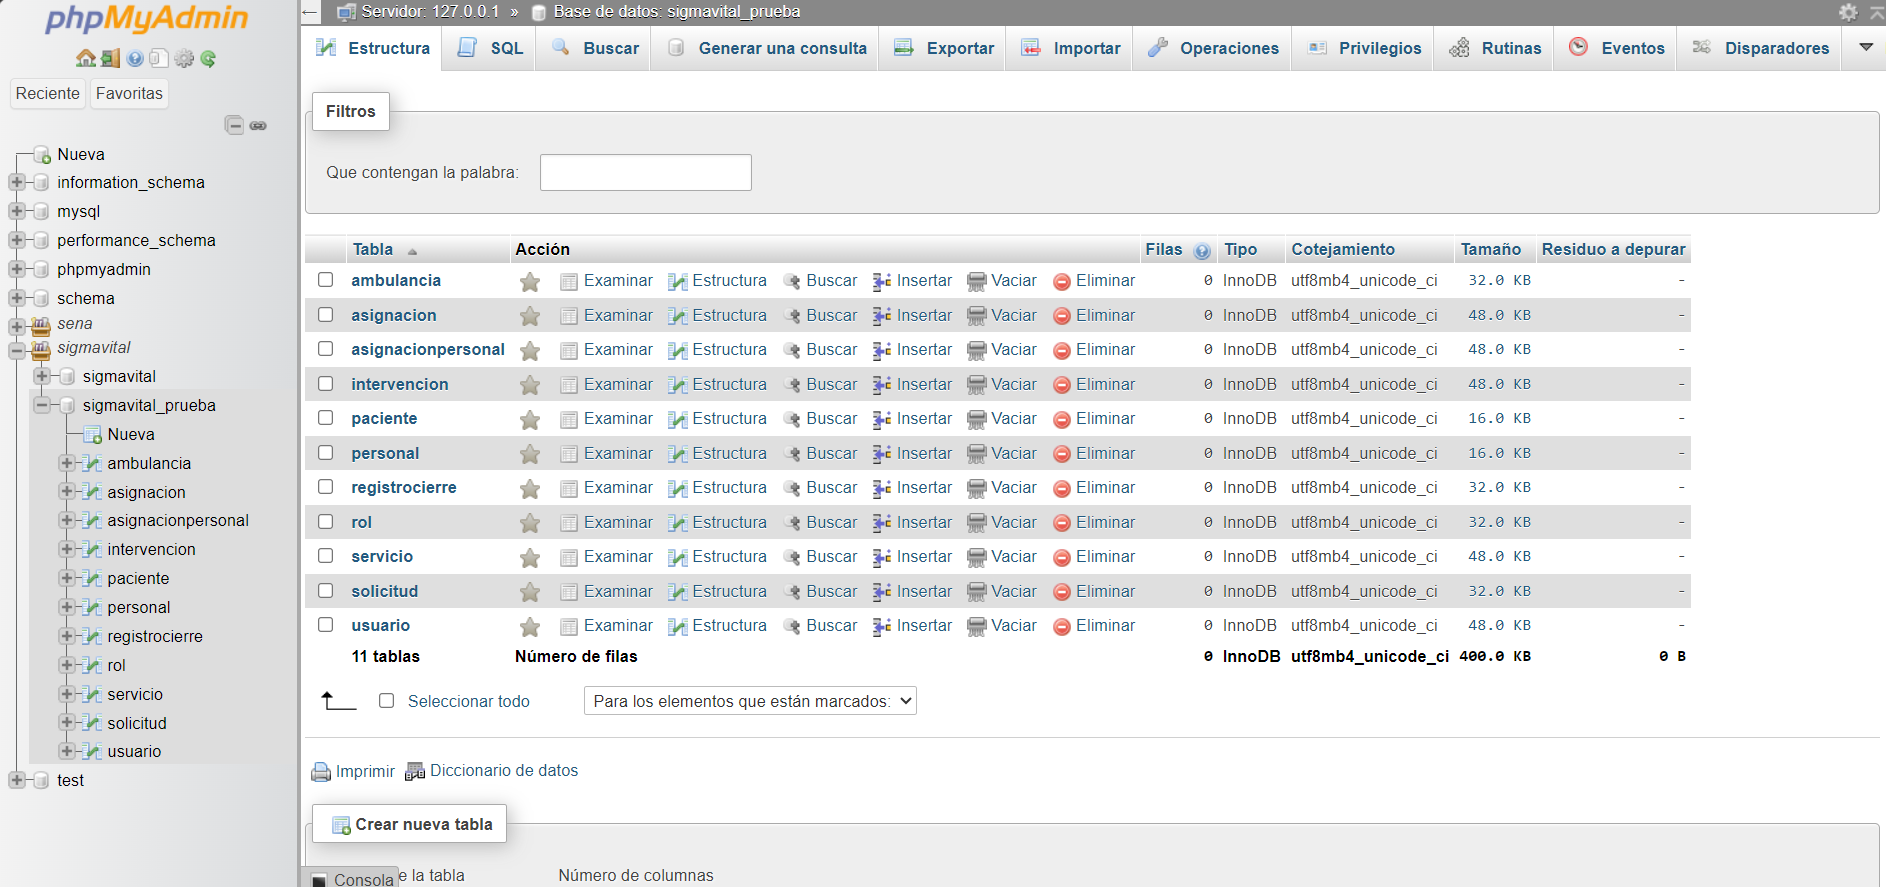 phpMyAdmin
Reciente Favoritas
Nueva
information_schema
mysql
performance_schema
phpmyadmin
schema
sena
sigmavital
sigmavital
sigmavital_prueba
Nueva
ambulancia
asignacion
asignacionpersonal
intervencion
paciente
personal
registrocierre
rol
servicio
solicitud
usuario
test
Servidor: 127.0.0.1 » Base de datos: sigmavital_prueba
Estructura SQL Buscar Generar una consulta Exportar Importar Operaciones Privilegios Rutinas Eventos Disparadores
Filtros
Que contengan la palabra:
Tabla Acción Filas Tipo Cotejamiento Tamaño Residuo a depurar
ambulancia Examinar Estructura Buscar Insertar Vaciar Eliminar 0 InnoDB utf8mb4_unicode_ci 32.0 KB -
asignacion Examinar Estructura Buscar Insertar Vaciar Eliminar 0 InnoDB utf8mb4_unicode_ci 48.0 KB -
asignacionpersonal Examinar Estructura Buscar Insertar Vaciar Eliminar 0 InnoDB utf8mb4_unicode_ci 48.0 KB -
intervencion Examinar Estructura Buscar Insertar Vaciar Eliminar 0 InnoDB utf8mb4_unicode_ci 48.0 KB -
paciente Examinar Estructura Buscar Insertar Vaciar Eliminar 0 InnoDB utf8mb4_unicode_ci 16.0 KB -
personal Examinar Estructura Buscar Insertar Vaciar Eliminar 0 InnoDB utf8mb4_unicode_ci 16.0 KB -
registrocierre Examinar Estructura Buscar Insertar Vaciar Eliminar 0 InnoDB utf8mb4_unicode_ci 32.0 KB -
rol Examinar Estructura Buscar Insertar Vaciar Eliminar 0 InnoDB utf8mb4_unicode_ci 32.0 KB -
servicio Examinar Estructura Buscar Insertar Vaciar Eliminar 0 InnoDB utf8mb4_unicode_ci 48.0 KB -
solicitud Examinar Estructura Buscar Insertar Vaciar Eliminar 0 InnoDB utf8mb4_unicode_ci 32.0 KB -
usuario Examinar Estructura Buscar Insertar Vaciar Eliminar 0 InnoDB utf8mb4_unicode_ci 48.0 KB -
11 tablas Número de filas 0 InnoDB utf8mb4_unicode_ci 400.0 KB 0 B
Seleccionar todo Para los elementos que están marcados:
Imprimir Diccionario de datos
Crear nueva tabla
Consola e la tabla Número de columnas